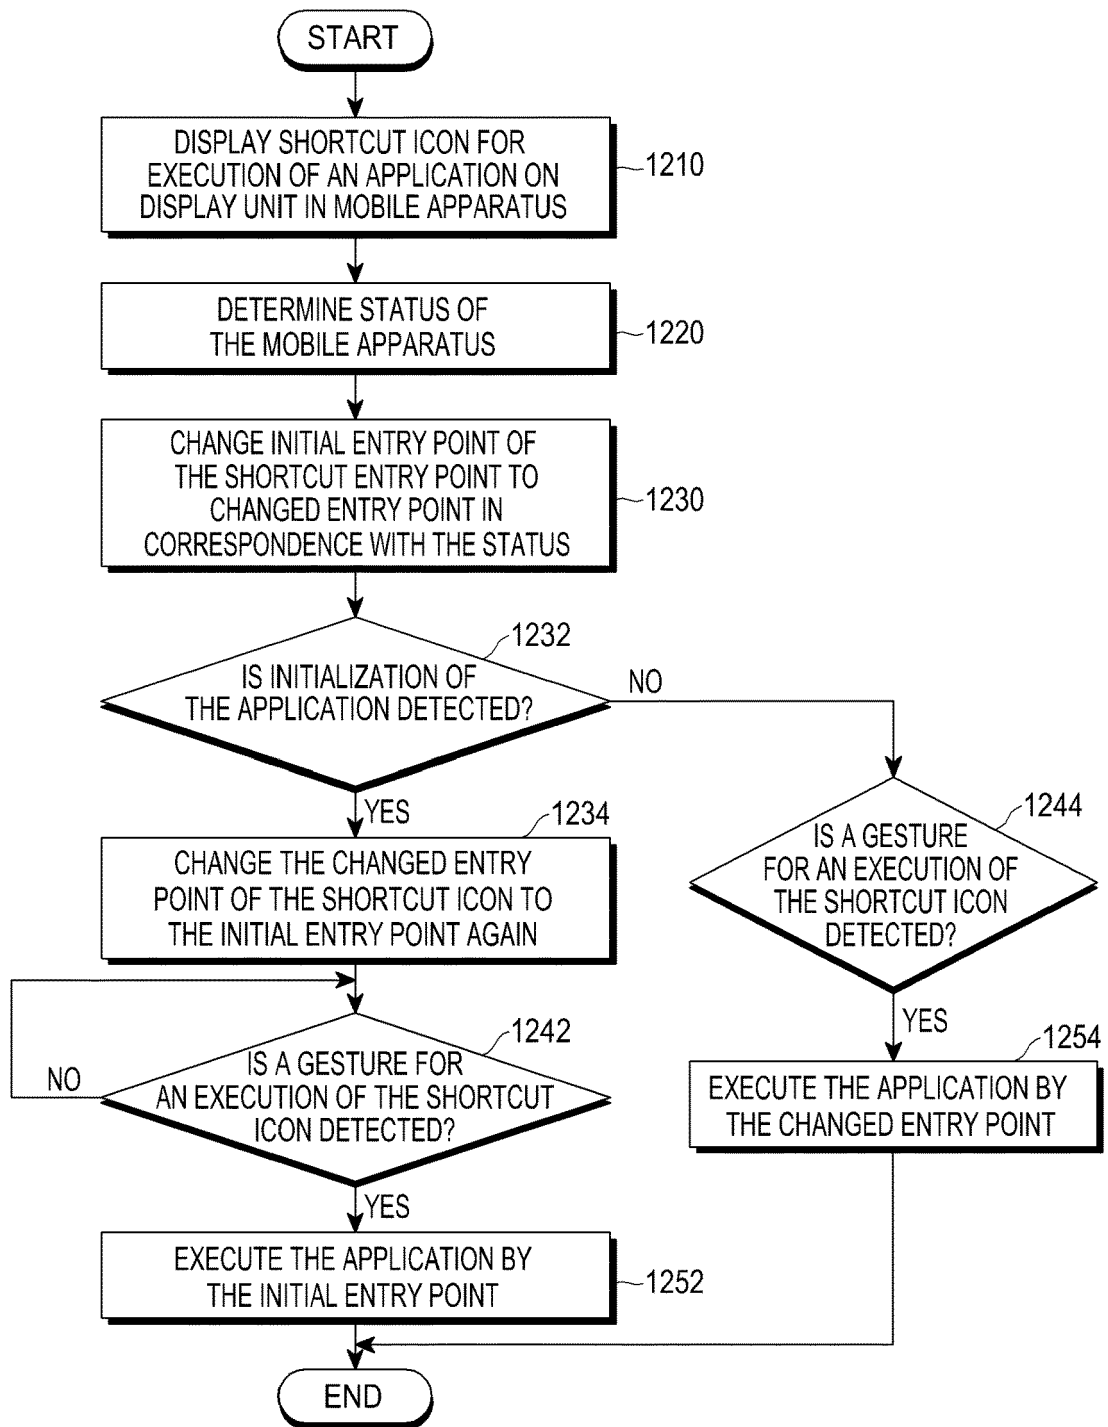 START
DISPLAY SHORTCUT ICON FOR
EXECUTION OF AN APPLICATION ON
DISPLAY UNIT IN MOBILE APPARATUS
1210
DETERMINE STATUS OF
THE MOBILE APPARATUS
1220
CHANGE INITIAL ENTRY POINT OF
THE SHORTCUT ENTRY POINT TO
CHANGED ENTRY POINT IN
CORRESPONDENCE WITH THE STATUS
1230
1232
IS INITIALIZATION OF
THE APPLICATION DETECTED?
NO
YES
1234
CHANGE THE CHANGED ENTRY
POINT OF THE SHORTCUT ICON TO
THE INITIAL ENTRY POINT AGAIN
1244
IS A GESTURE
FOR AN EXECUTION OF
THE SHORTCUT ICON
DETECTED?
YES
1254
EXECUTE THE APPLICATION BY
THE CHANGED ENTRY POINT
1242
IS A GESTURE FOR
AN EXECUTION OF THE SHORTCUT
ICON DETECTED?
NO
YES
EXECUTE THE APPLICATION BY
THE INITIAL ENTRY POINT
1252
END